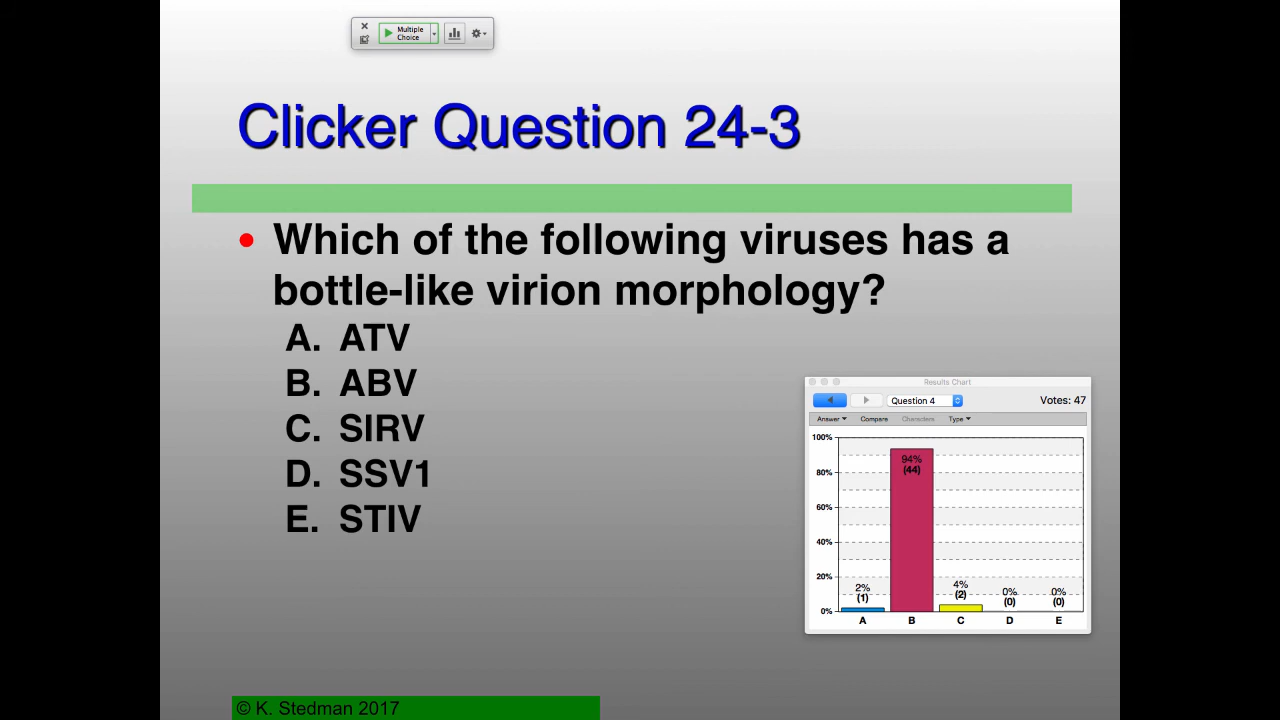 Multiple
Choice
Clicker Question 24-3
• Which of the following viruses has a
bottle-like virion morphology?
A. ATV
B. ABV
C. SIRV
D. SSV1
E. STIV
Results Chart
Question 4
Votes: 47
Answer
Compare
Characters
Type
100%
80%
60%
40%
20%
0%
2%
(1)
94%
(44)
4%
(2)
0%
(0)
0%
(0)
A B C D E
© K. Stedman 2017